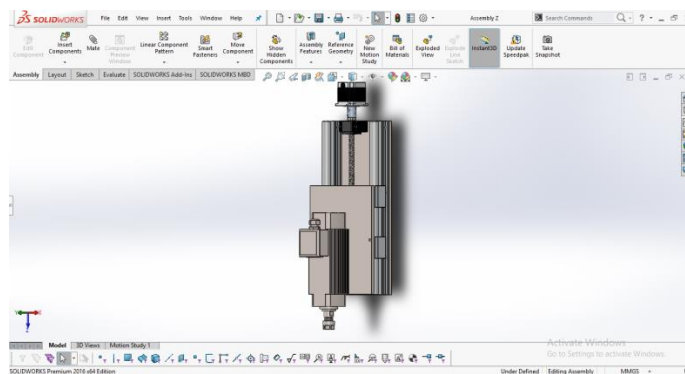 SOLIDWORKS File Edit View Insert Tools Window Help Assembly Z Search Commands
Edit Component Insert Components Mate Component Preview Window Linear Component Pattern Smart Fasteners Move Component Show Hidden Components Assembly Features Reference Geometry New Motion Study Bill of Materials Exploded View Explode Line Sketch Instant3D Update Speedpak Take Snapshot
Assembly Layout Sketch Evaluate SOLIDWORKS Add-Ins SOLIDWORKS MBD
Activate Windows
Model 3D Views Motion Study 1
Go to Settings to activate Windows.
SOLIDWORKS Premium 2016 x64 Edition Under Defined Editing Assembly MMGS